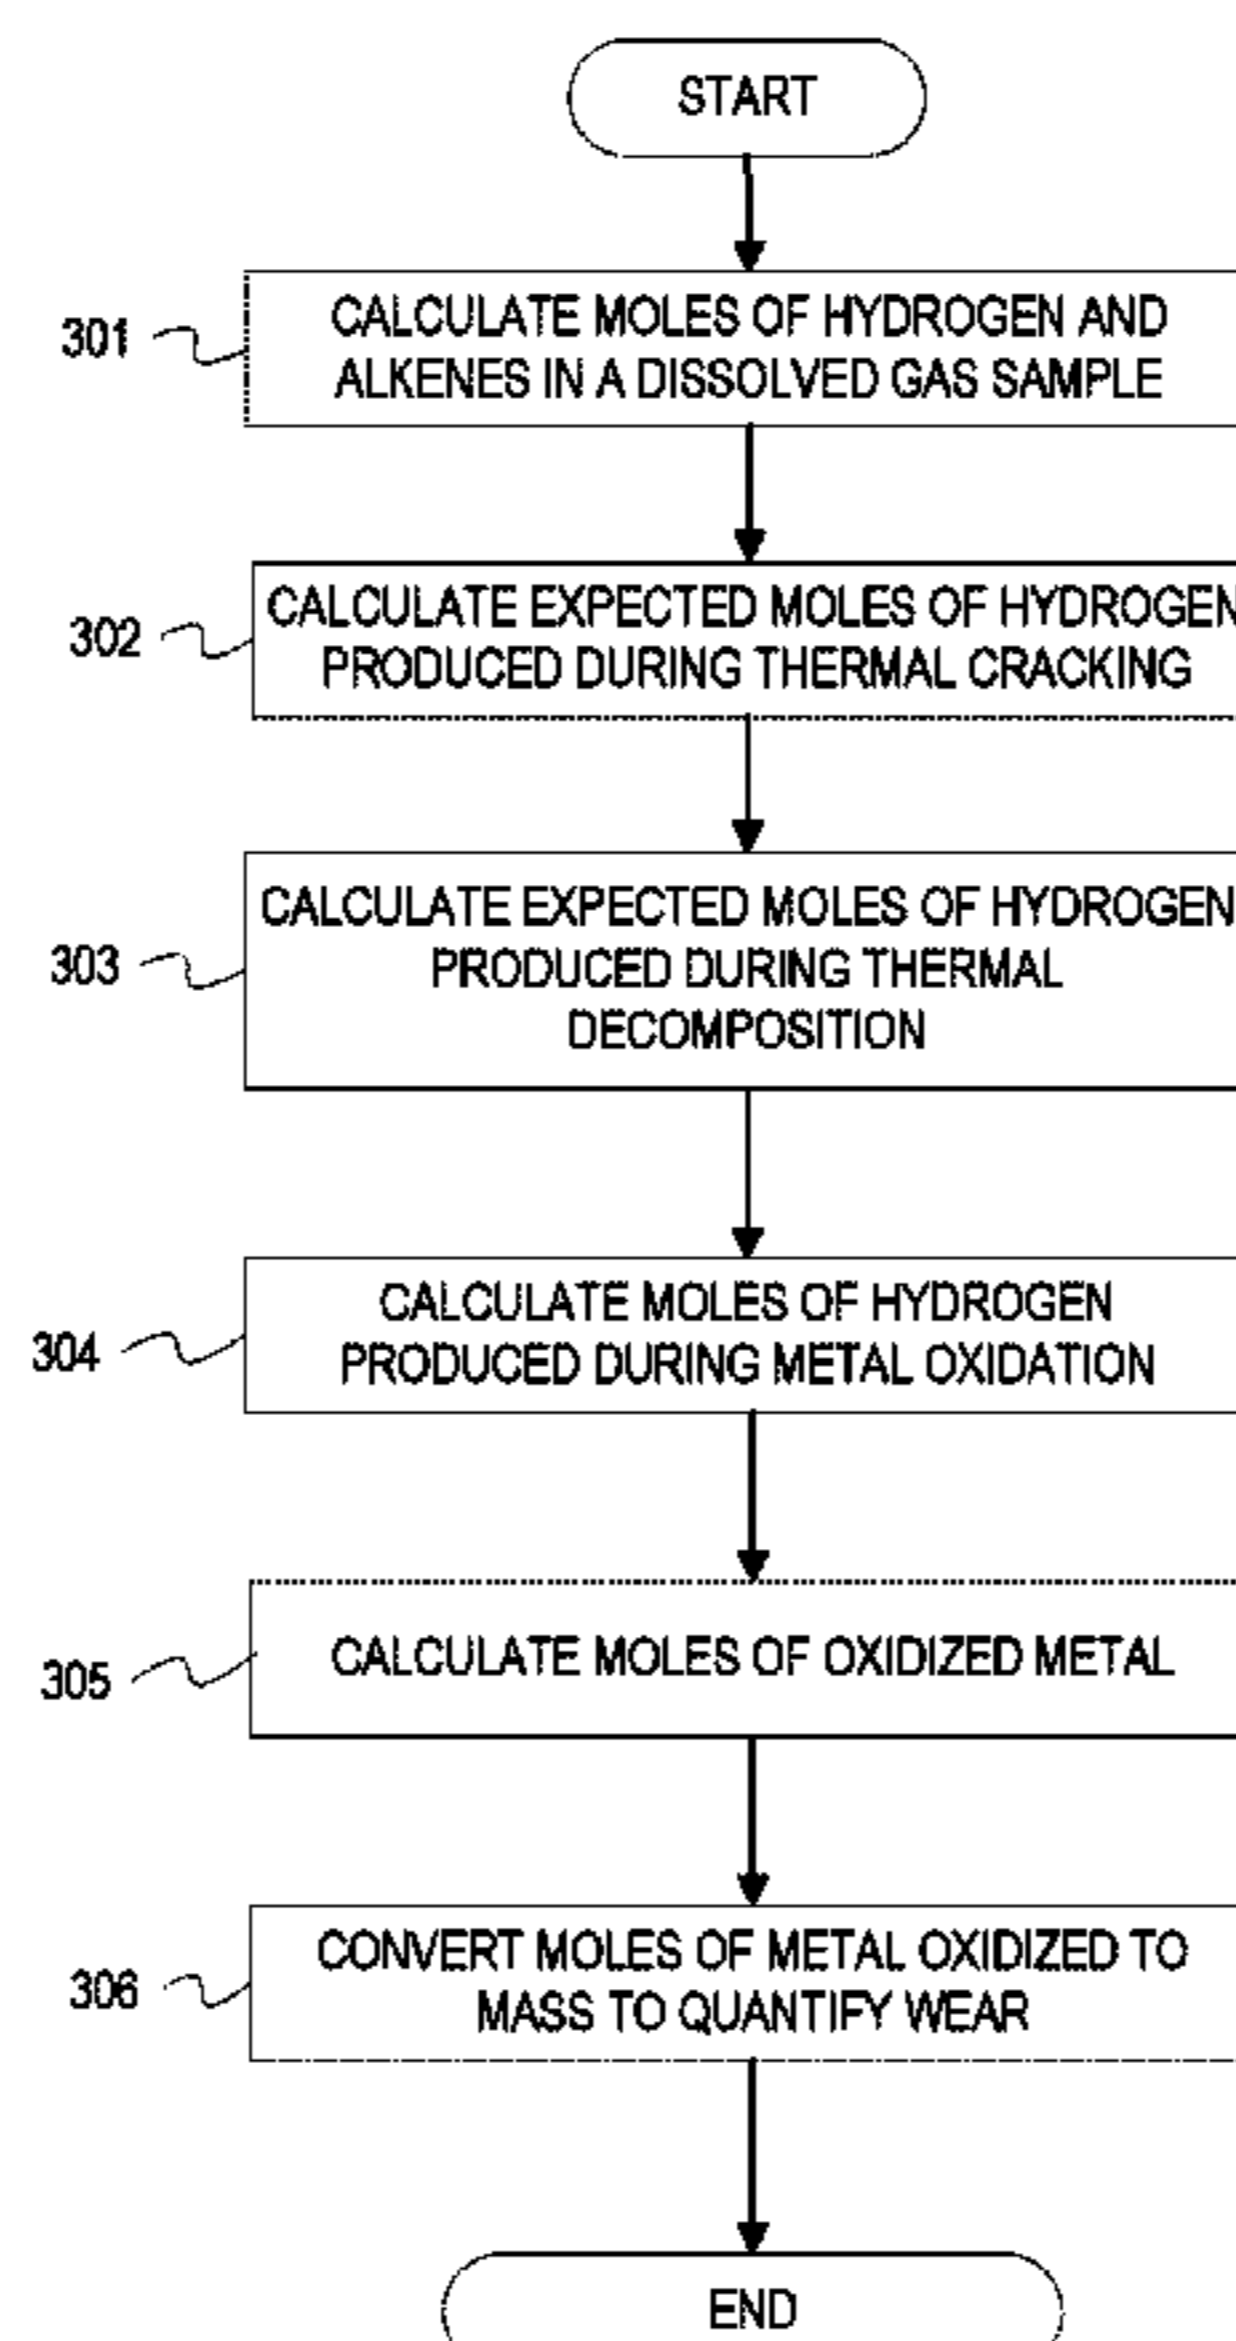 START
301
CALCULATE MOLES OF HYDROGEN AND
ALKENES IN A DISSOLVED GAS SAMPLE
302
CALCULATE EXPECTED MOLES OF HYDROGEN
PRODUCED DURING THERMAL CRACKING
303
CALCULATE EXPECTED MOLES OF HYDROGEN
PRODUCED DURING THERMAL
DECOMPOSITION
304
CALCULATE MOLES OF HYDROGEN
PRODUCED DURING METAL OXIDATION
305
CALCULATE MOLES OF OXIDIZED METAL
306
CONVERT MOLES OF METAL OXIDIZED TO
MASS TO QUANTIFY WEAR
END